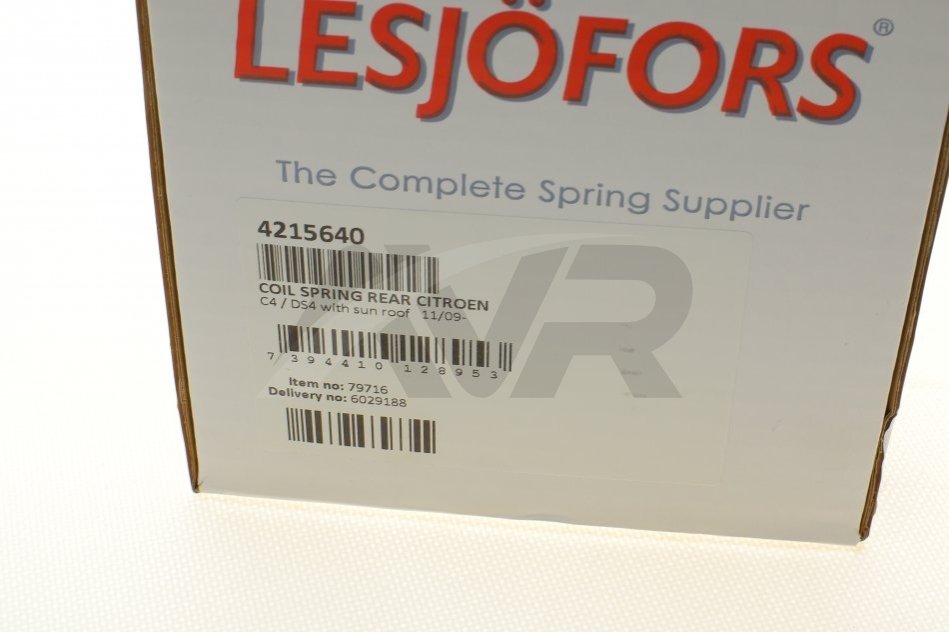 LESJÖFORS®
The Complete Spring Supplier
4215640
COIL SPRING REAR CITROEN
C4 / DS4 with sun roof 11/09-
7 394410 128953
Item no: 79716
Delivery no: 6029188
AVR